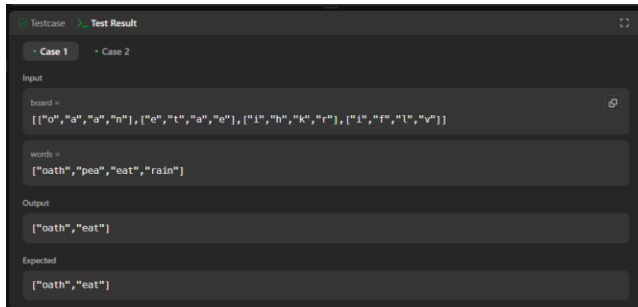 Testcase | >_ Test Result
• Case 1 • Case 2
Input
board =
[["o","a","a","n"],["e","t","a","e"],["i","h","k","r"],["i","f","l","v"]]
words =
["oath","pea","eat","rain"]
Output
["oath","eat"]
Expected
["oath","eat"]